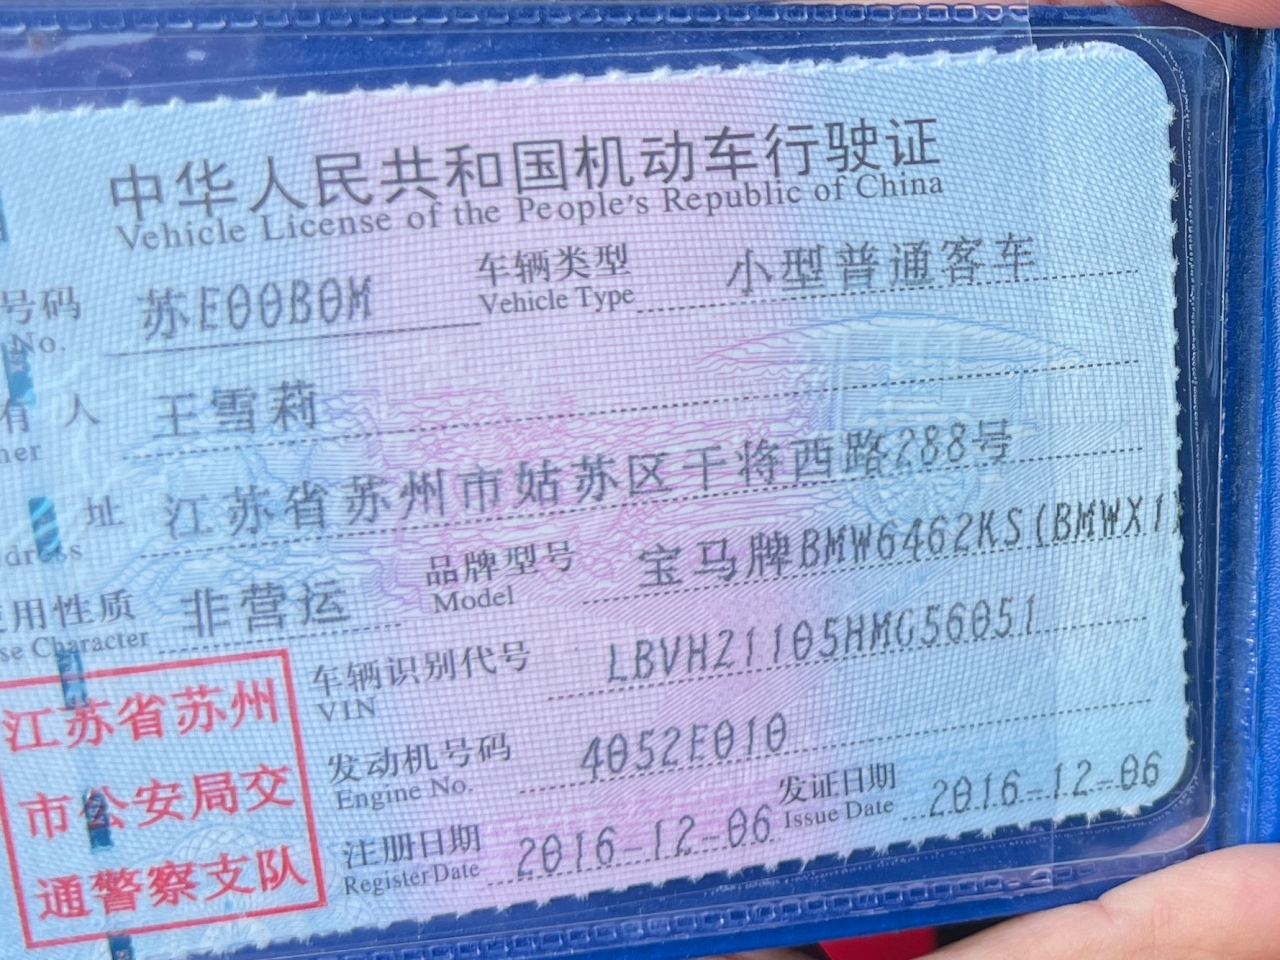 中华人民共和国机动车行驶证
Vehicle License of the People's Republic of China
号码 苏E00B0M 车辆类型 小型普通客车
No. Vehicle Type
有人 王雪莉
ner
址 江苏省苏州市姑苏区干将西路288号
dress
使用性质 非营运 品牌型号 宝马牌BMW6462KS(BMWX1)
se Character Model
车辆识别代号 LBVHZ1105HMG56051
VIN
发动机号码 4052E010
Engine No.
注册日期 2016-12-06 发证日期 2016-12-06
Register Date Issue Date
江苏省苏州
市公安局交
通警察支队